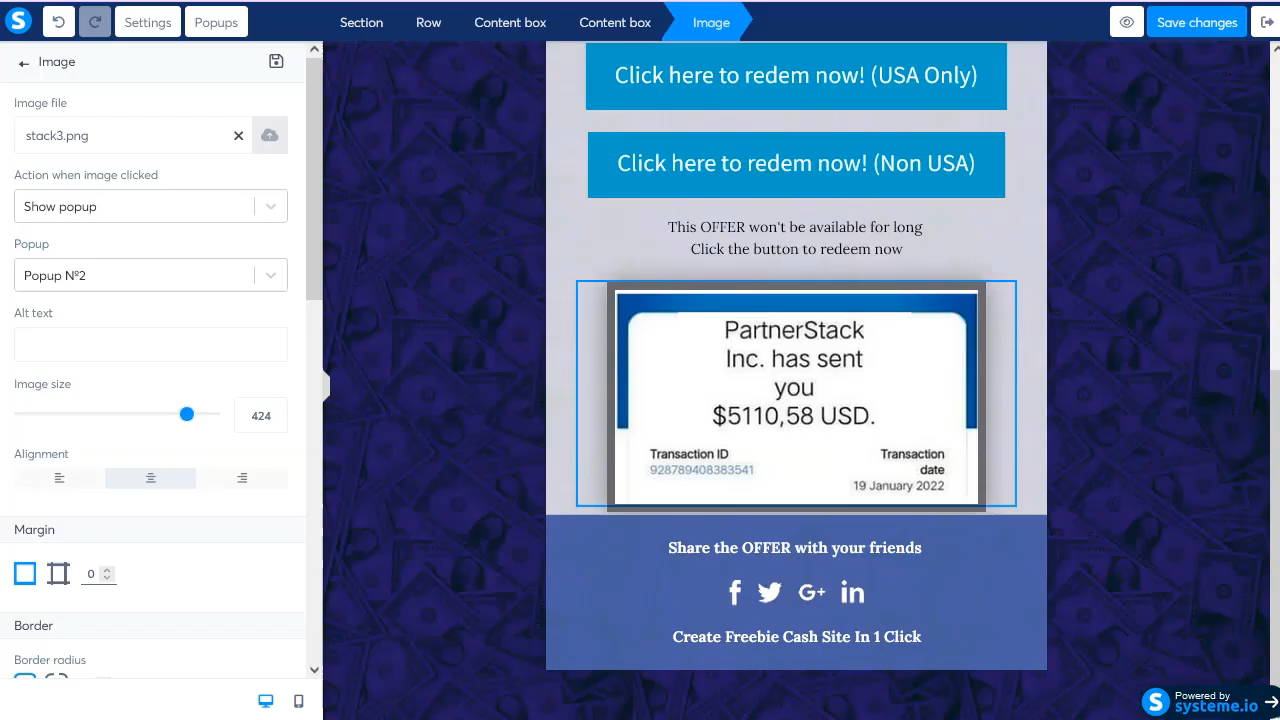 S
Settings
Popups
Section
Row
Content box
Content box
Image
Save changes
Image
Image file
stack3.png
Action when image clicked
Show popup
Popup
Popup Nº2
Alt text
Image size
424
Alignment
Margin
0
Border
Border radius
Click here to redem now! (USA Only)
Click here to redem now! (Non USA)
This OFFER won't be available for long
Click the button to redeem now
PartnerStack
Inc. has sent
you
$5110,58 USD.
Transaction ID
928789408383541
Transaction
date
19 January 2022
Share the OFFER with your friends
f G+ in
Create Freebie Cash Site In 1 Click
S
Powered by
systeme.io